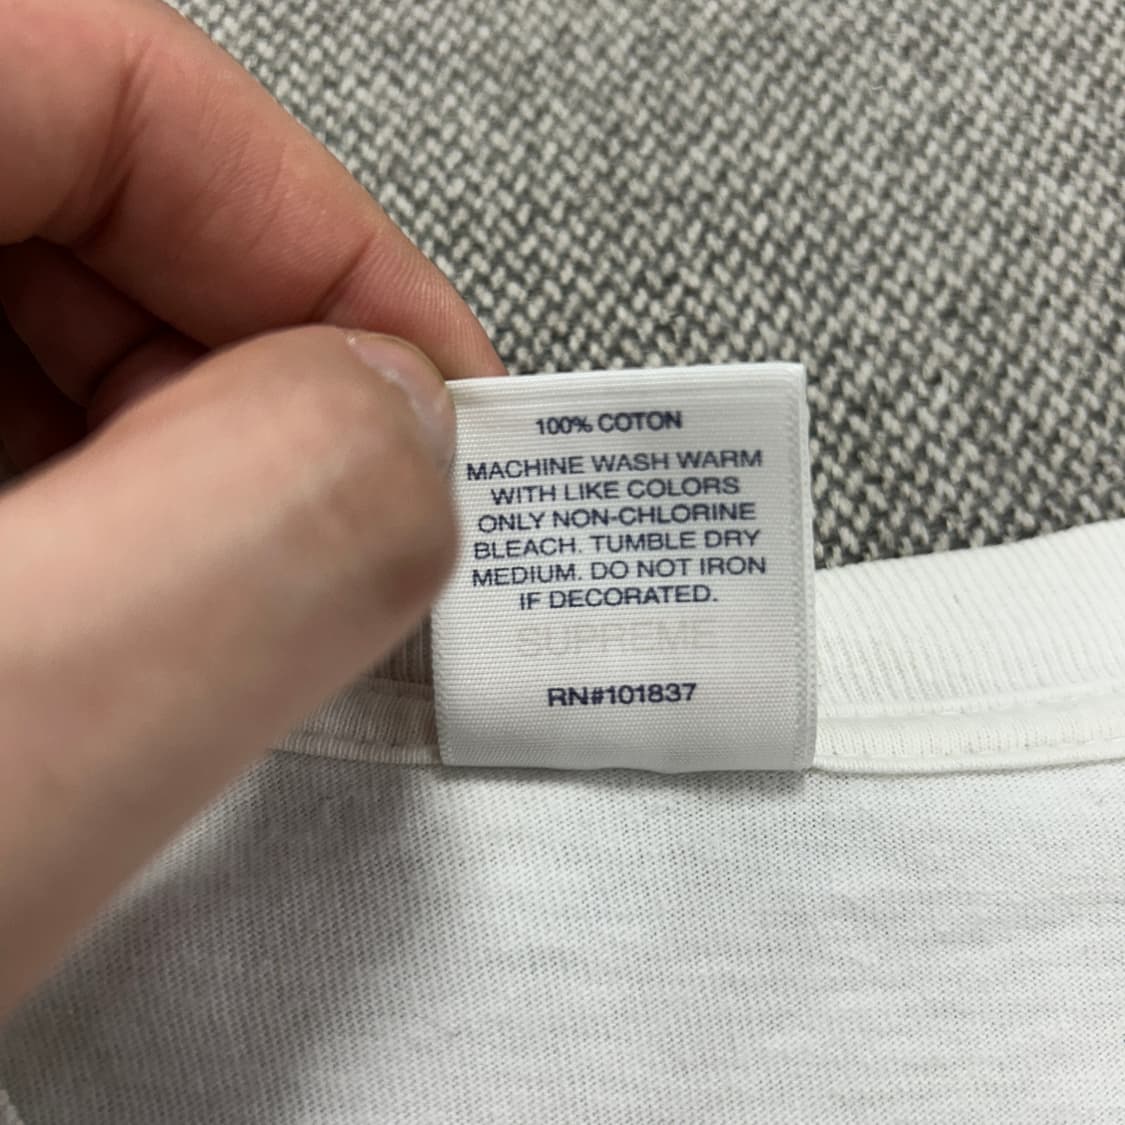 100% COTON
MACHINE WASH WARM
WITH LIKE COLORS
ONLY NON-CHLORINE
BLEACH. TUMBLE DRY
MEDIUM. DO NOT IRON
IF DECORATED.
SUPREME
RN#101837